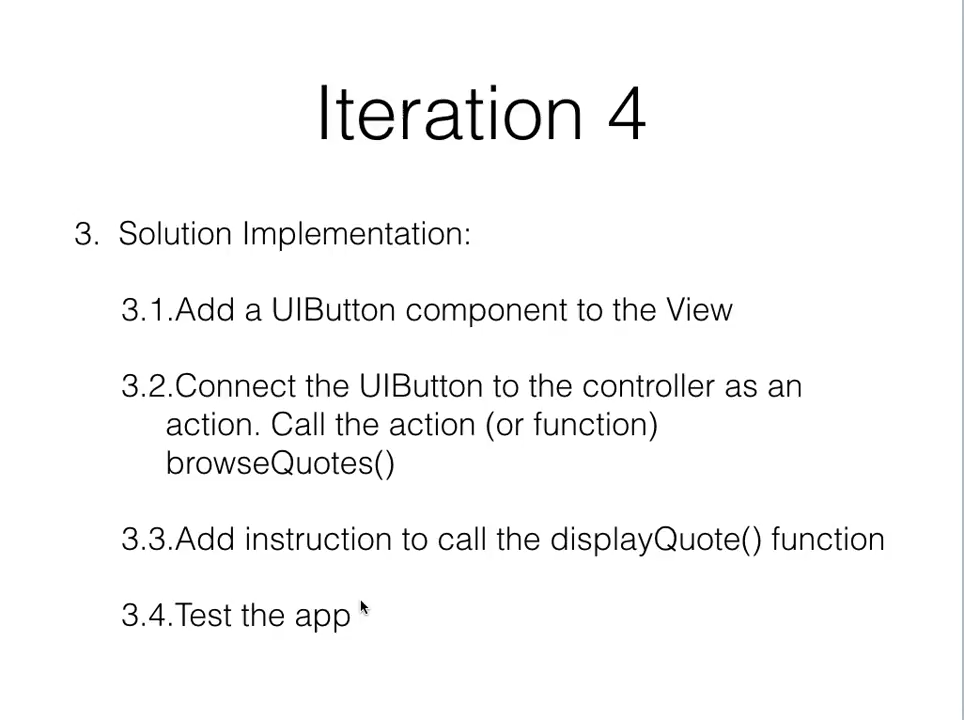 Iteration 4
3. Solution Implementation:
3.1.Add a UIButton component to the View
3.2.Connect the UIButton to the controller as an
action. Call the action (or function)
browseQuotes()
3.3.Add instruction to call the displayQuote() function
3.4.Test the app